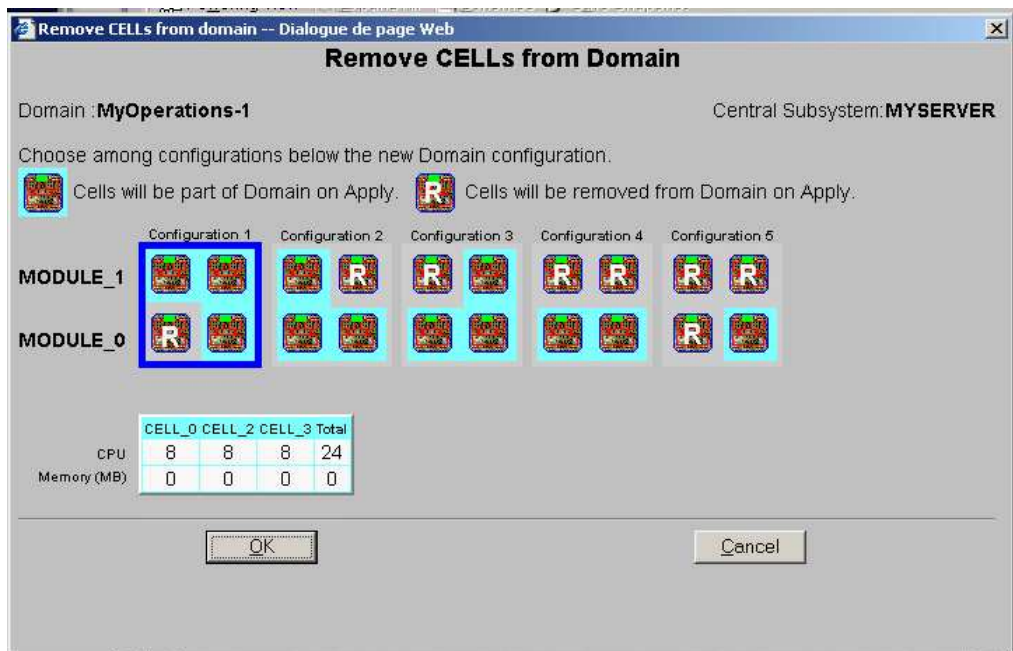 Remove CELLs from domain -- Dialogue de page Web
Remove CELLs from Domain
Domain :MyOperations-1 Central Subsystem:MYSERVER
Choose among configurations below the new Domain configuration.
Cells will be part of Domain on Apply. R Cells will be removed from Domain on Apply.
Configuration 1 Configuration 2 Configuration 3 Configuration 4 Configuration 5
MODULE_1 R R R R R R
MODULE_0 R R
CELL_0 CELL_2 CELL_3 Total
CPU 8 8 8 24
Memory (MB) 0 0 0 0
OK Cancel